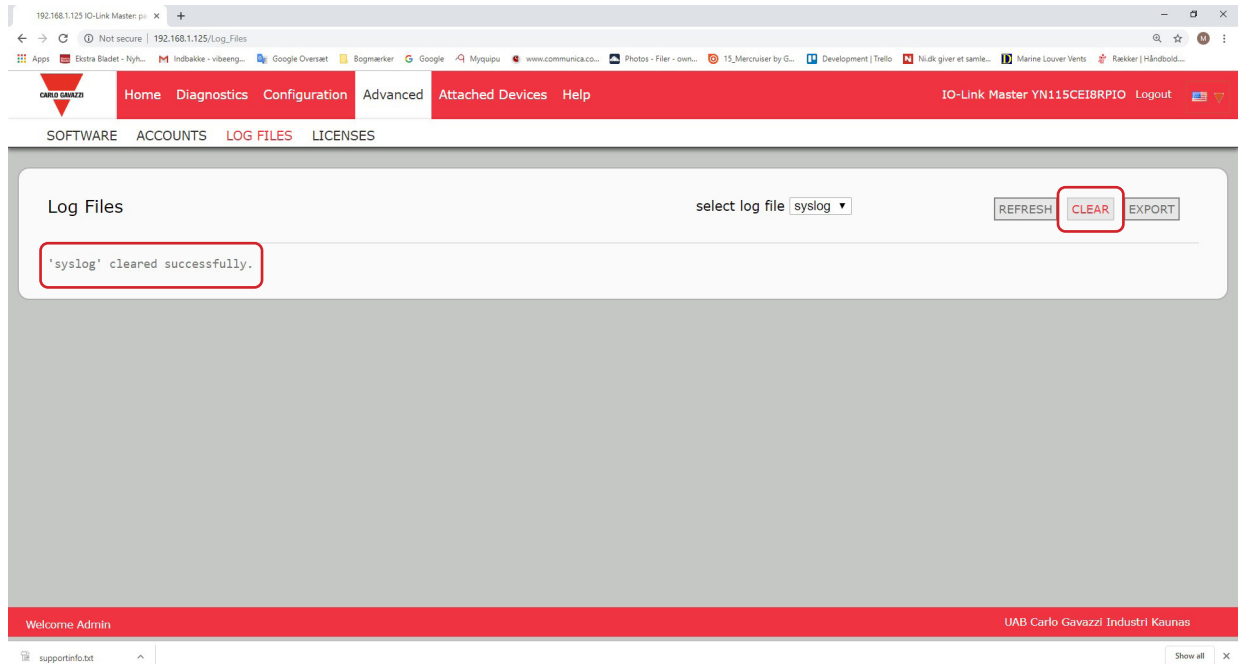 192.168.1.125 IO-Link Master: pa
Not secure | 192.168.1.125/Log_Files
Apps Ekstra Bladet - Nyh... Indbakke - vibeeng... Google Oversæt Bogmærker Google Myquipu www.communica.co... Photos - Filer - own... 15_Mercruiser by G... Development | Trello Ni.dk giver et samle... Marine Louver Vents Rækker | Håndbold....
CARLO GAVAZZI Home Diagnostics Configuration Advanced Attached Devices Help IO-Link Master YN115CEI8RPIO Logout
SOFTWARE ACCOUNTS LOG FILES LICENSES
Log Files select log file syslog REFRESH CLEAR EXPORT
'syslog' cleared successfully.
Welcome Admin UAB Carlo Gavazzi Industri Kaunas
supportinfo.txt Show all